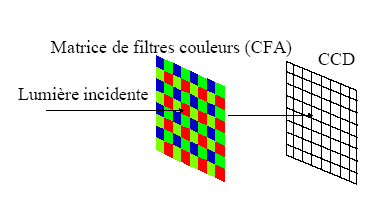 Matrice de filtres couleurs (CFA)
CCD
Lumière incidente